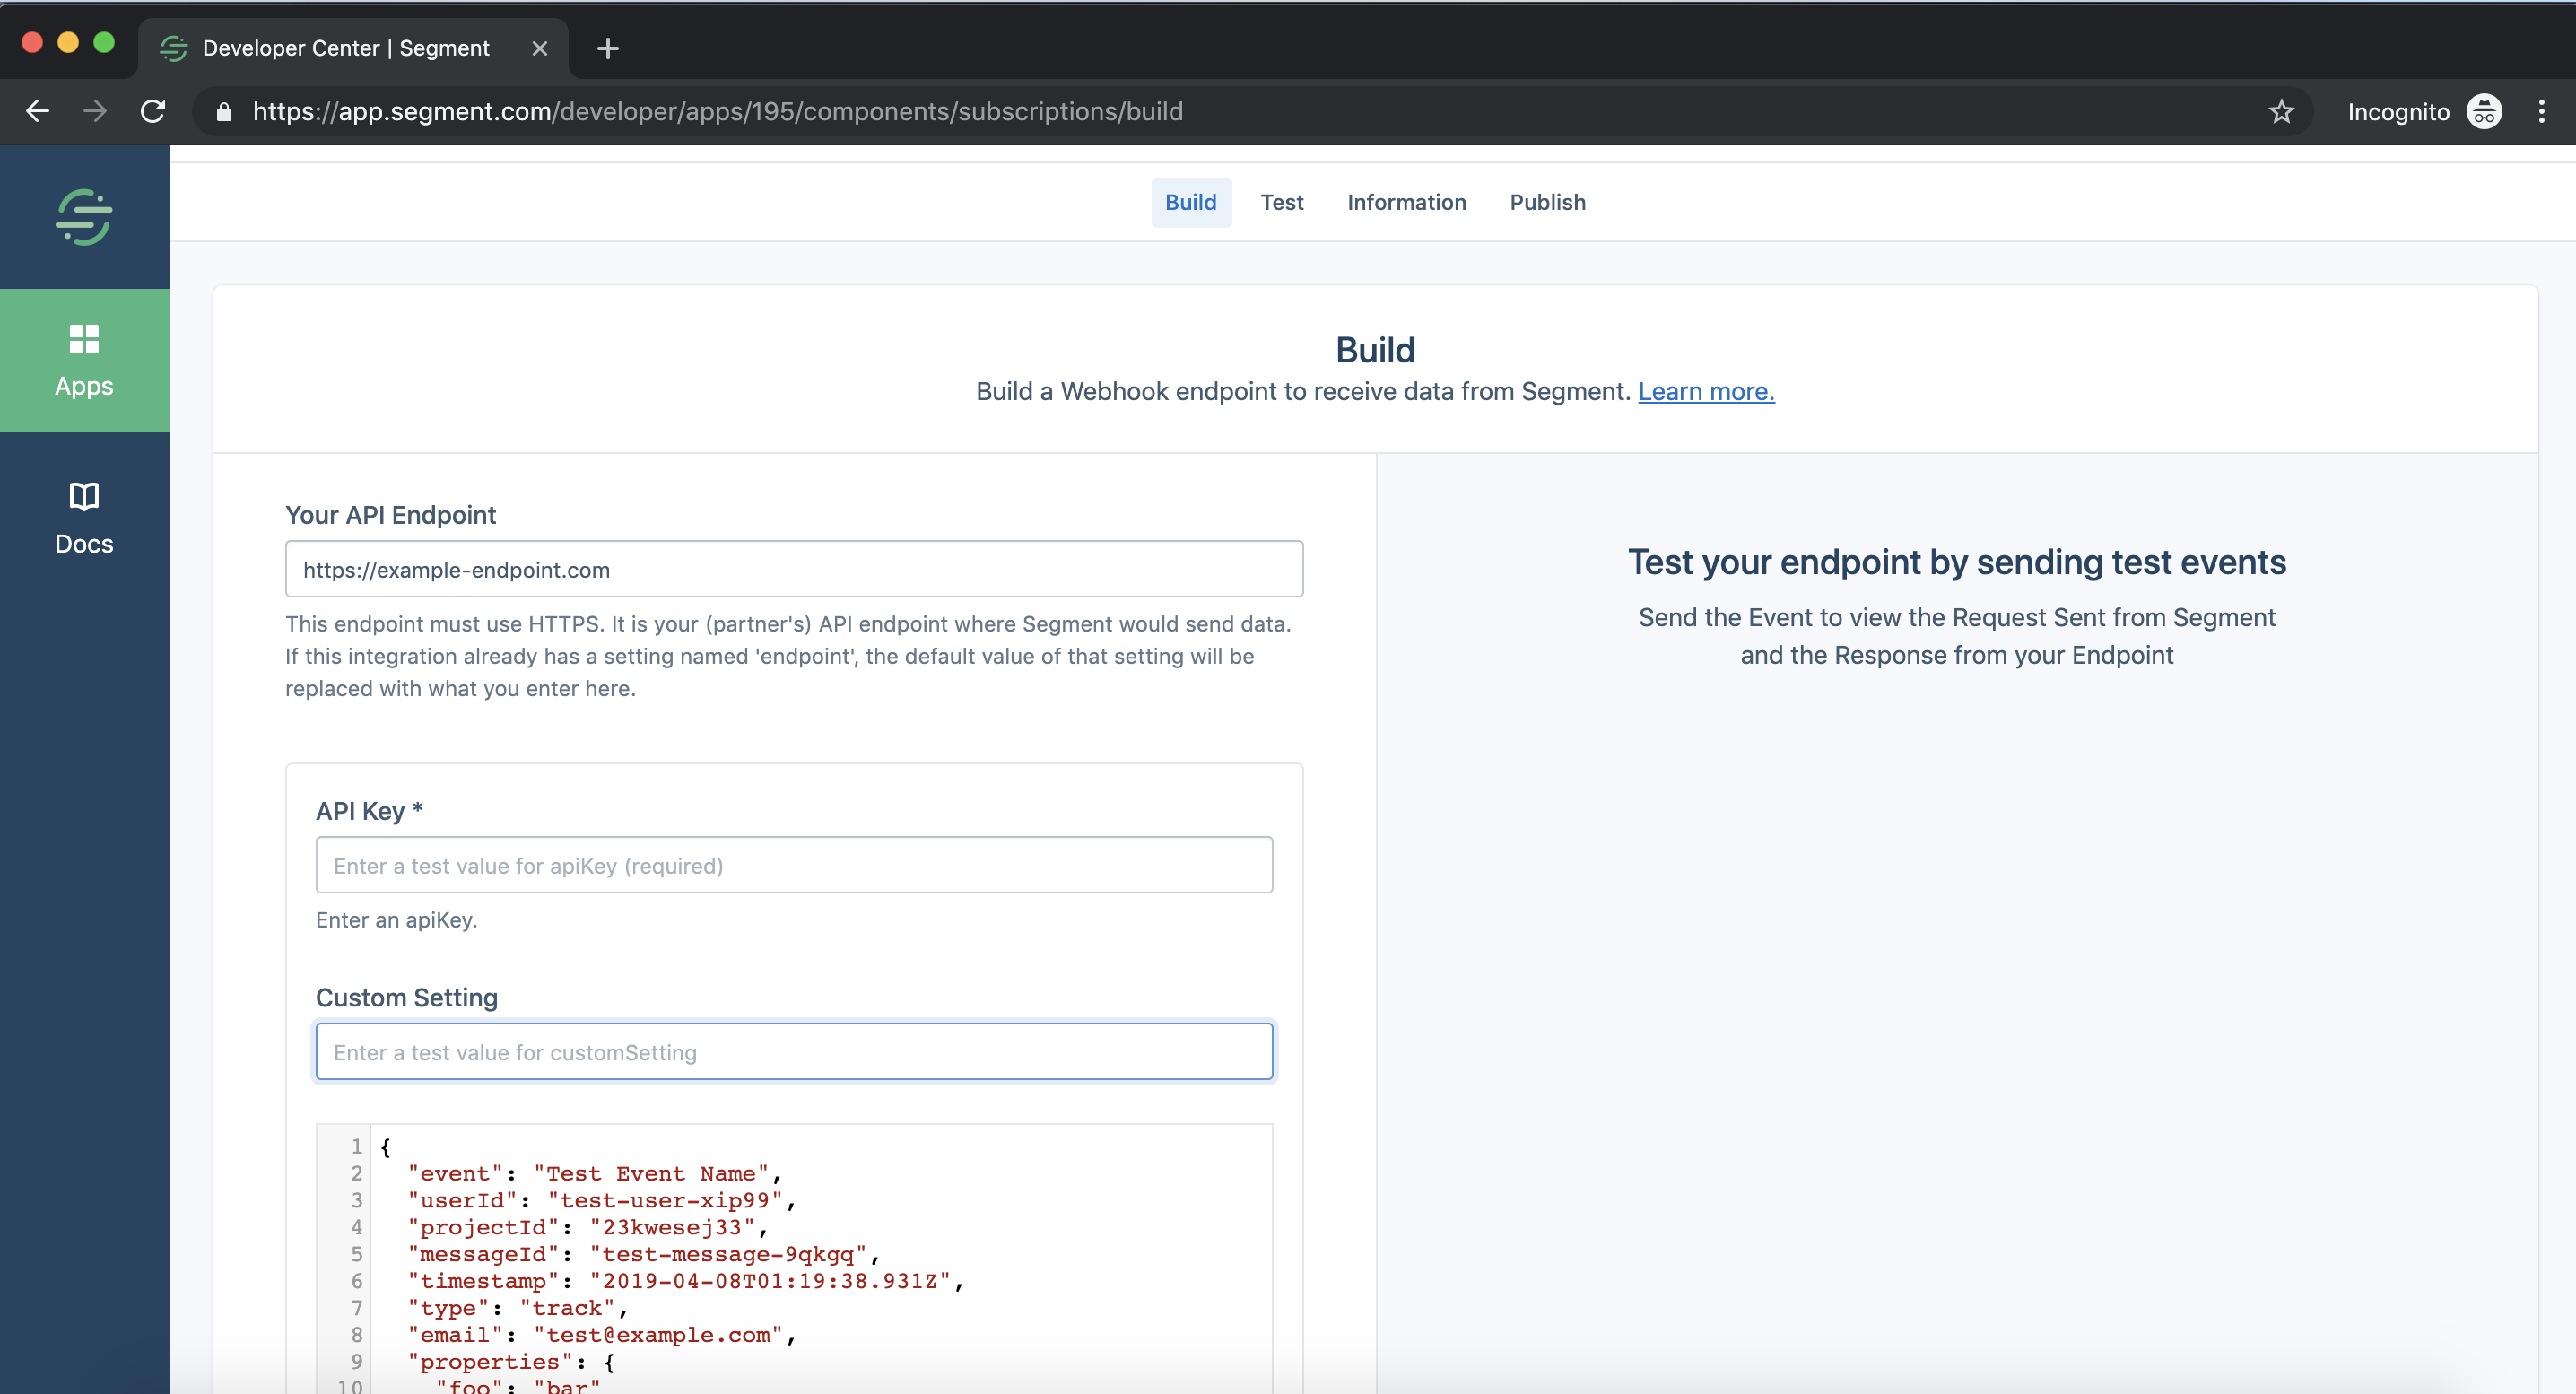 Developer Center | Segment
https://app.segment.com/developer/apps/195/components/subscriptions/build
Incognito
Build Test Information Publish
Apps
Docs
Build
Build a Webhook endpoint to receive data from Segment. Learn more.
Your API Endpoint
https://example-endpoint.com
This endpoint must use HTTPS. It is your (partner's) API endpoint where Segment would send data.
If this integration already has a setting named 'endpoint', the default value of that setting will be
replaced with what you enter here.
API Key *
Enter a test value for apiKey (required)
Enter an apiKey.
Custom Setting
Enter a test value for customSetting
1 {
2 "event": "Test Event Name",
3 "userId": "test-user-xip99",
4 "projectId": "23kwesej33",
5 "messageId": "test-message-9qkgq",
6 "timestamp": "2019-04-08T01:19:38.931Z",
7 "type": "track",
8 "email": "test@example.com",
9 "properties": {
10 "foo": "bar"
Test your endpoint by sending test events
Send the Event to view the Request Sent from Segment
and the Response from your Endpoint